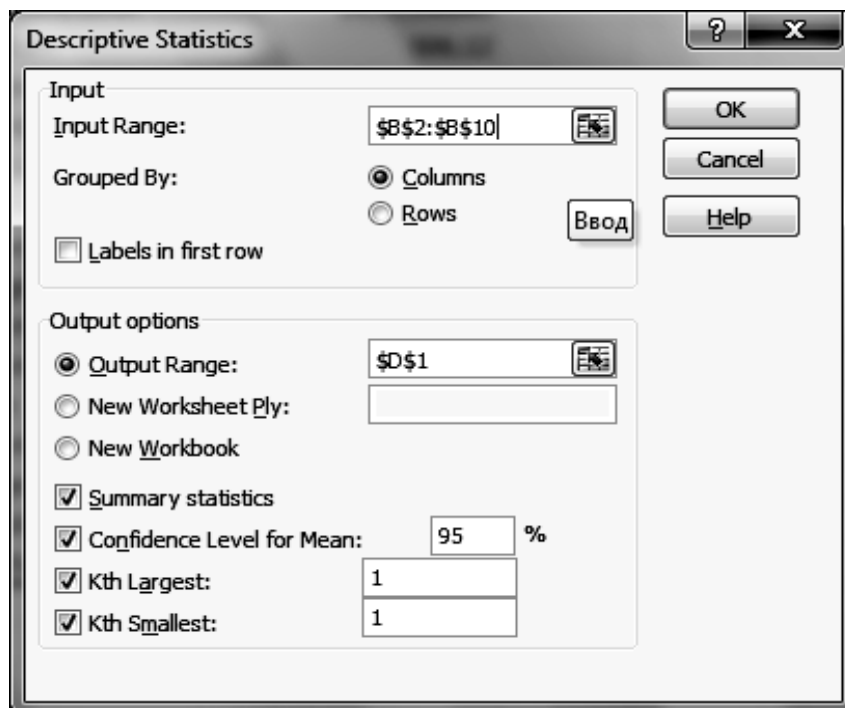 Descriptive Statistics
?
X
Input
Input Range:
$B$2:$B$10
OK
Grouped By:
Columns
Cancel
Rows
Ввод
Help
Labels in first row
Output options
Output Range:
$D$1
New Worksheet Ply:
New Workbook
Summary statistics
Confidence Level for Mean:
95
%
Kth Largest:
1
Kth Smallest:
1